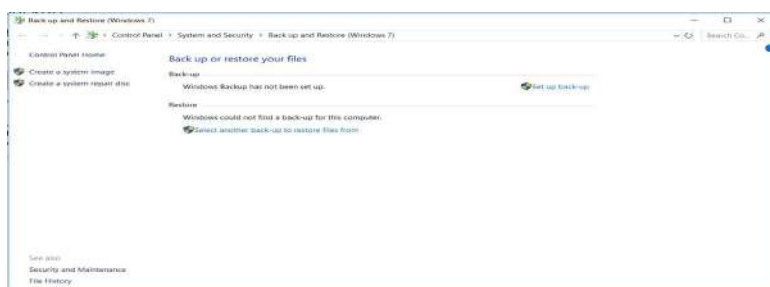 Back up and Restore (Windows 7)
Control Panel > System and Security > Back up and Restore (Windows 7)
Search Co...
Control Panel Home
Create a system image
Create a system repair disc
Back up or restore your files
Back-up
Windows Backup has not been set up.
Set up back-up
Restore
Windows could not find a back-up for this computer.
Select another back-up to restore files from
See also
Security and Maintenance
File History